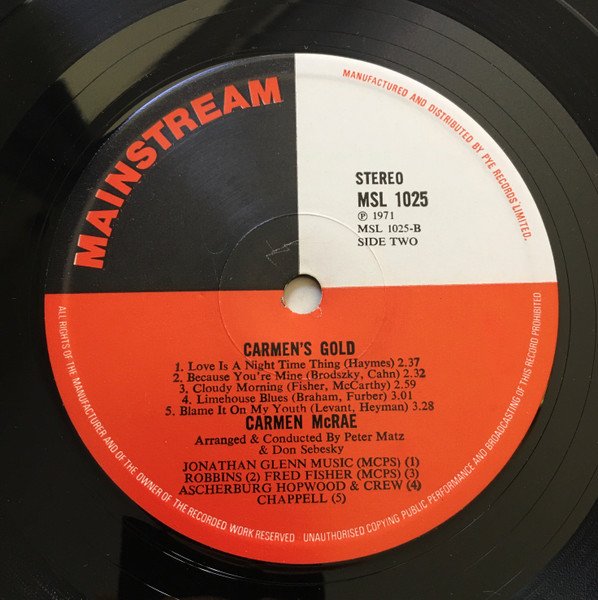 MAINSTREAM
MANUFACTURED AND DISTRIBUTED BY PYE RECORDS LIMITED.
STEREO
MSL 1025
Ⓟ 1971
MSL 1025-B
SIDE TWO
CARMEN'S GOLD
1. Love Is A Night Time Thing (Haymes) 2.37
2. Because You're Mine (Brodszky, Cahn) 2.32
3. Cloudy Morning (Fisher, McCarthy) 2.59
4. Limehouse Blues (Braham, Furber) 3.01
5. Blame It On My Youth (Levant, Heyman) 3.28
CARMEN McRAE
Arranged & Conducted By Peter Matz
& Don Sebesky
JONATHAN GLENN MUSIC (MCPS) (1)
ROBBINS (2) FRED FISHER (MCPS) (3)
ASCHERBURG HOPWOOD & CREW (4)
CHAPPELL (5)
ALL RIGHTS OF THE MANUFACTURER AND OF THE OWNER OF THE RECORDED WORK RESERVED - UNAUTHORISED COPYING PUBLIC PERFORMANCE AND BROADCASTING OF THIS RECORD PROHIBITED